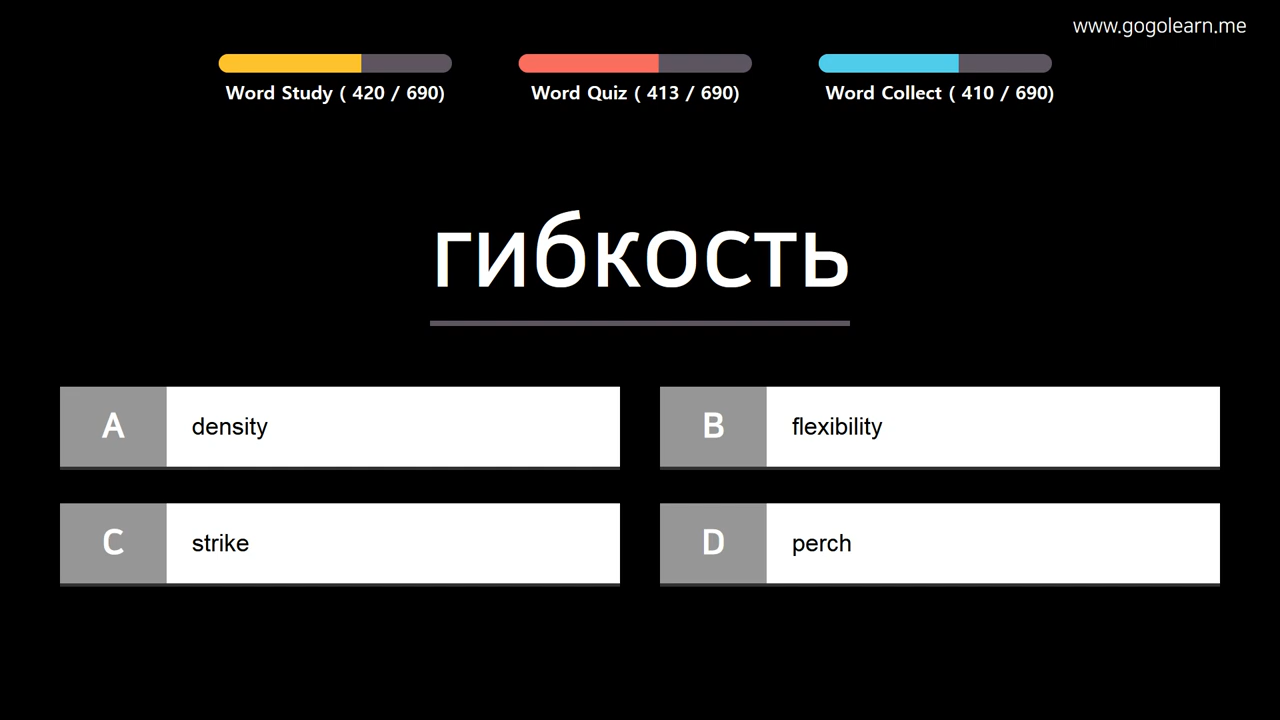 www.gogolearn.me
Word Study ( 420 / 690)
Word Quiz ( 413 / 690)
Word Collect ( 410 / 690)
гибкость
A density
B flexibility
C strike
D perch